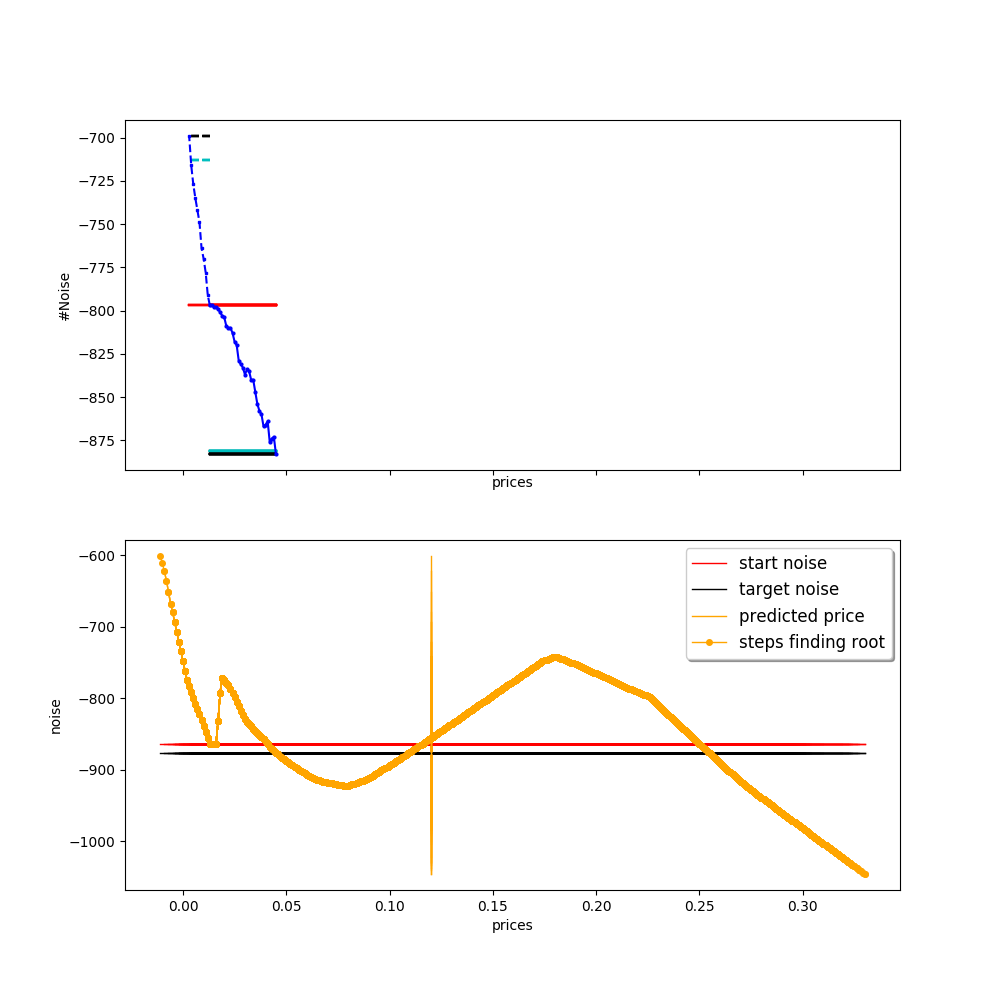 −700
−725
−750
−775
−800
−825
−850
−875
#Noise
prices
−600
−700
−800
−900
−1000
noise
start noise
target noise
predicted price
steps finding root
0.00 0.05 0.10 0.15 0.20 0.25 0.30
prices